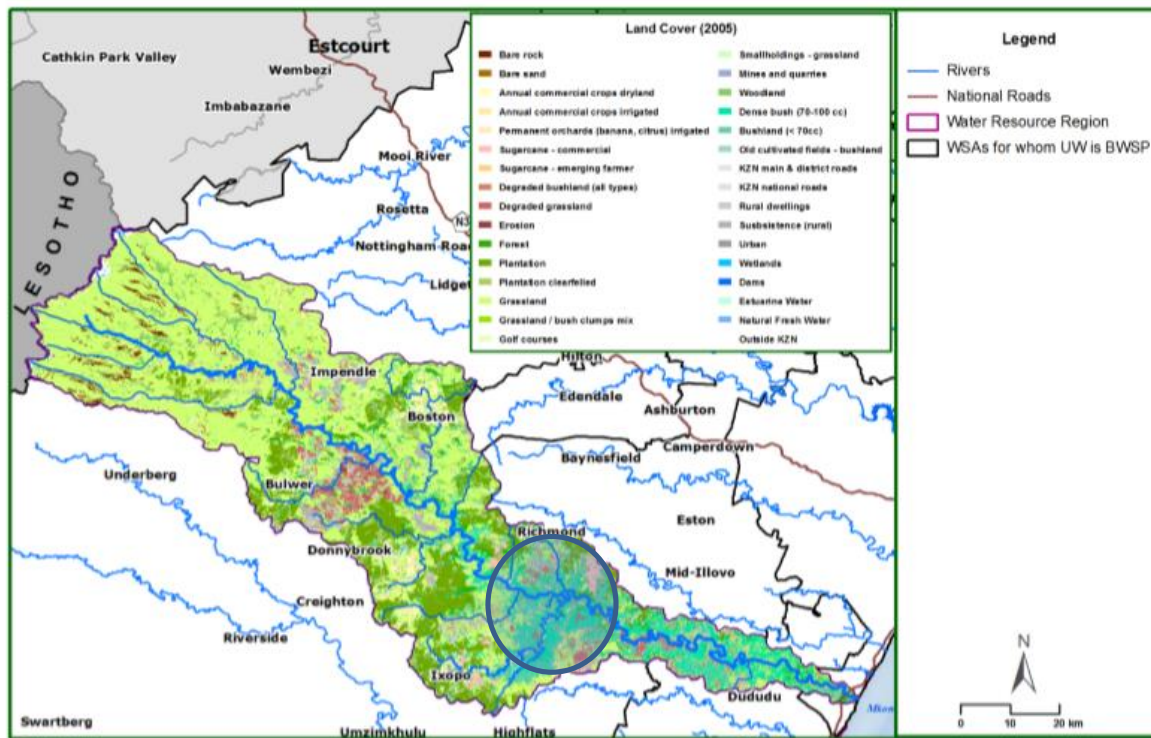 Land Cover (2005)
Bare rock
Bare sand
Annual commercial crops dryland
Annual commercial crops irrigated
Permanent orchards (banana, citrus) irrigated
Sugarcane - commercial
Sugarcane - emerging farmer
Degraded bushland (all types)
Degraded grassland
Erosion
Forest
Plantation
Plantation clearfelled
Grassland
Grassland / bush clumps mix
Golf courses
Smallholdings - grassland
Mines and quarries
Woodland
Dense bush (70-100 cc)
Bushland (< 70cc)
Old cultivated fields - bushland
KZN main & district roads
KZN national roads
Rural dwellings
Susbsistence (rural)
Urban
Wetlands
Dams
Estuarine Water
Natural Fresh Water
Outside KZN
Legend
Rivers
National Roads
Water Resource Region
WSAs for whom UW is BWSP
Estcourt
Cathkin Park Valley
Wembezi
Imbabazane
Mooi River
LESOTHO
Rosetta
N3
Nottingham Road
Lidget
Hilton
Impendle
Edendale
Boston
Ashburton
Camperdown
Baynesfield
Underberg
Bulwer
Eston
Richmond
Donnybrook
Mid-Illovo
Creighton
Riverside
Ixopo
Dududu
Swartberg
Umzimkhulu
Highflats
Mkom
N
0 10 20 km